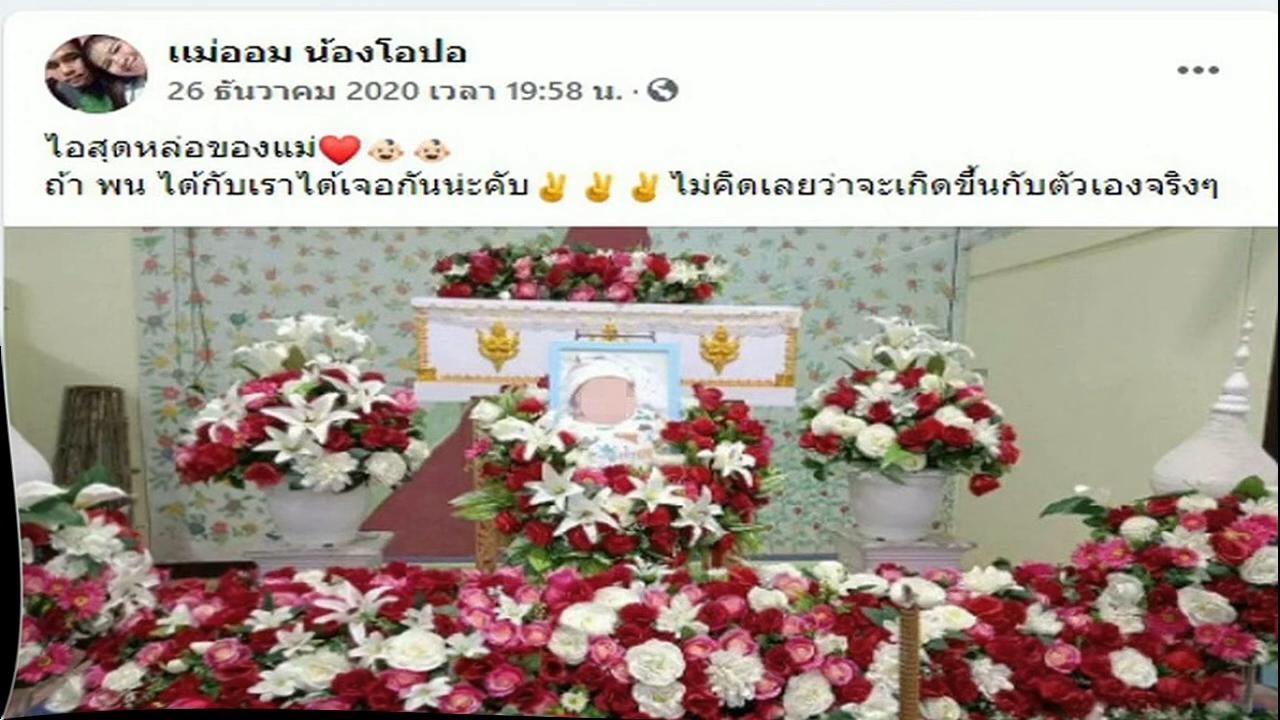 แม่ออม น้องโอปอ
26 ธันวาคม 2020 เวลา 19:58 น. ·
ไอสุดหล่อของแม่❤️👶🏻👶🏻
ถ้า พน ได้กับเราได้เจอกันน่ะคับ✌️✌️✌️ไม่คิดเลยว่าจะเกิดขึ้นกับตัวเองจริงๆ